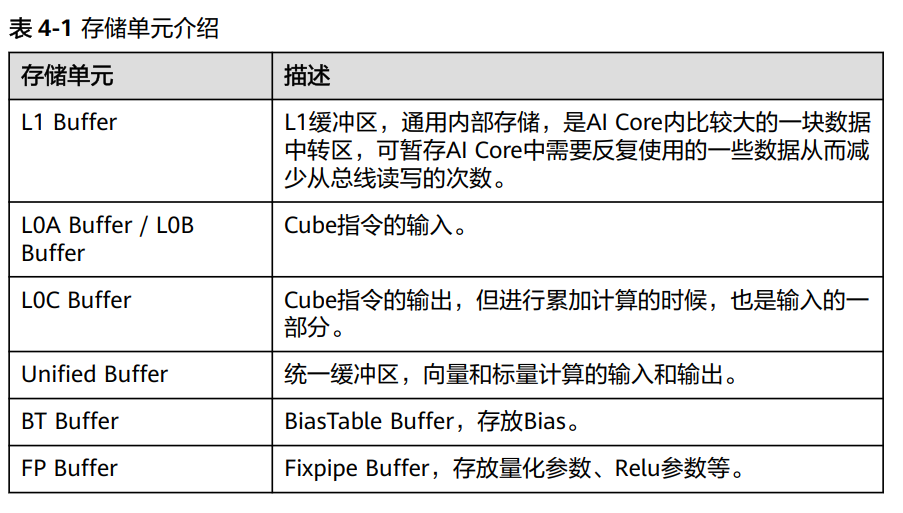 表 4-1 存储单元介绍
存储单元
描述
L1 Buffer
L1缓冲区，通用内部存储，是AI Core内比较大的一块数据
中转区，可暂存AI Core中需要反复使用的一些数据从而减
少从总线读写的次数。
L0A Buffer / L0B
Buffer
Cube指令的输入。
L0C Buffer
Cube指令的输出，但进行累加计算的时候，也是输入的一
部分。
Unified Buffer
统一缓冲区，向量和标量计算的输入和输出。
BT Buffer
BiasTable Buffer，存放Bias。
FP Buffer
Fixpipe Buffer，存放量化参数、Relu参数等。